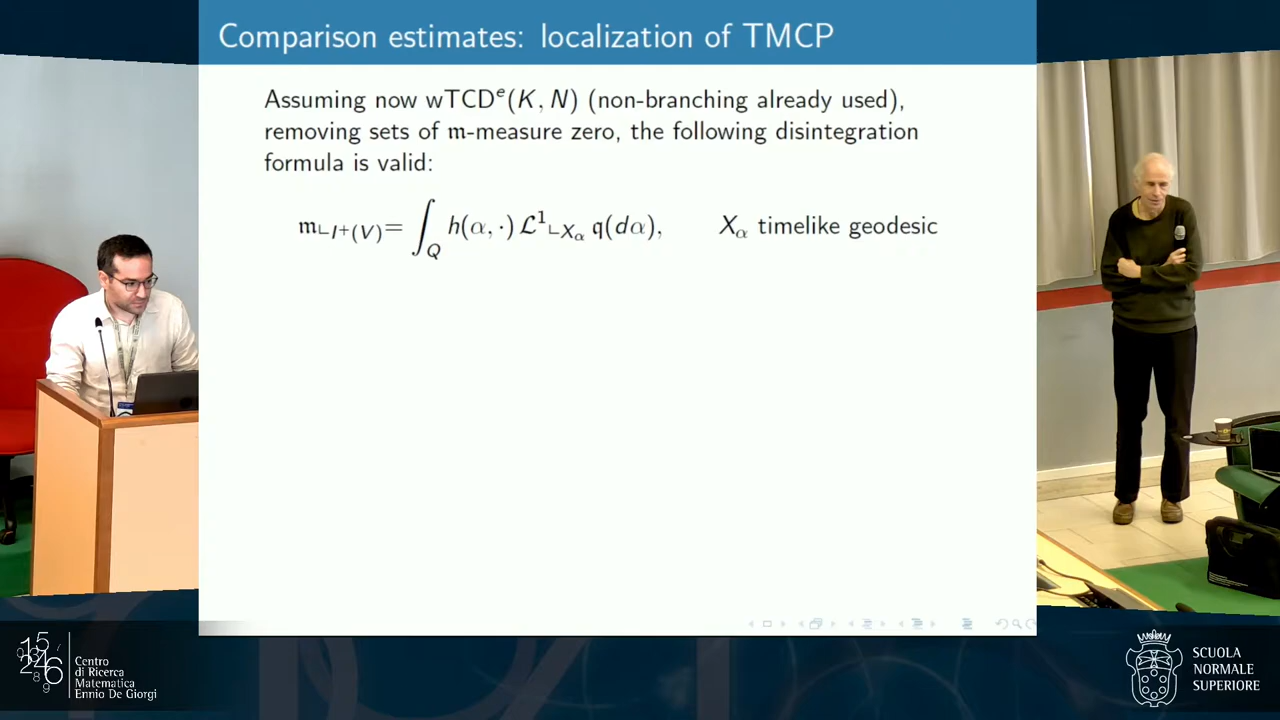 Comparison estimates: localization of TMCP
Assuming now wTCDᵉ(K, N) (non-branching already used),
removing sets of 𝔪-measure zero, the following disintegration
formula is valid:
𝔪⌞I⁺(V) = ∫_Q h(α, ·) ℒ¹⌞X_α 𝔮(dα), X_α timelike geodesic
Centro
di Ricerca
Matematica
Ennio De Giorgi
SCUOLA
NORMALE
SUPERIORE